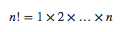 n! = 1 × 2 × … × n